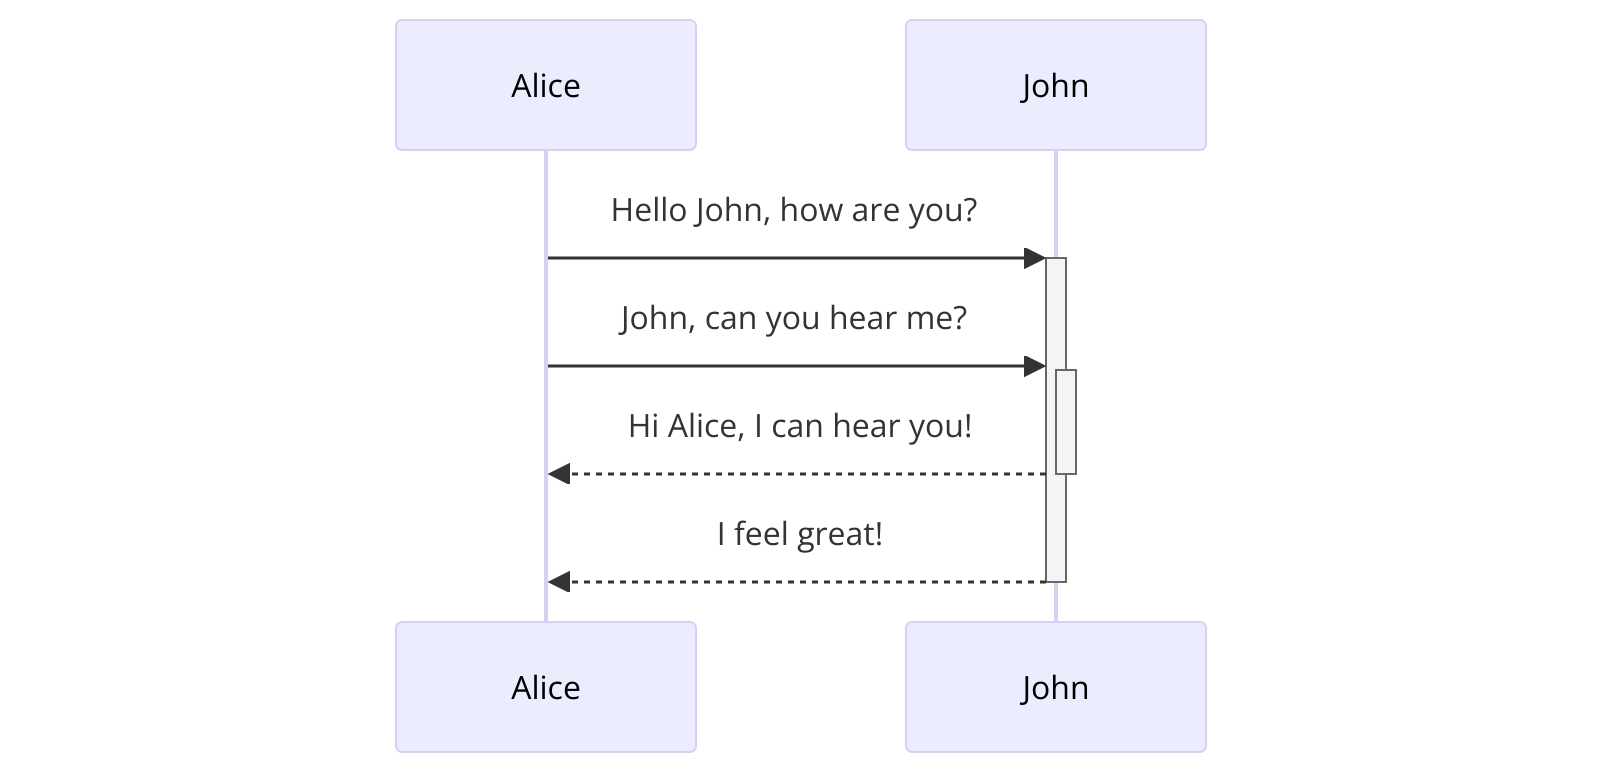 Alice
John
Hello John, how are you?
John, can you hear me?
Hi Alice, I can hear you!
I feel great!
Alice
John